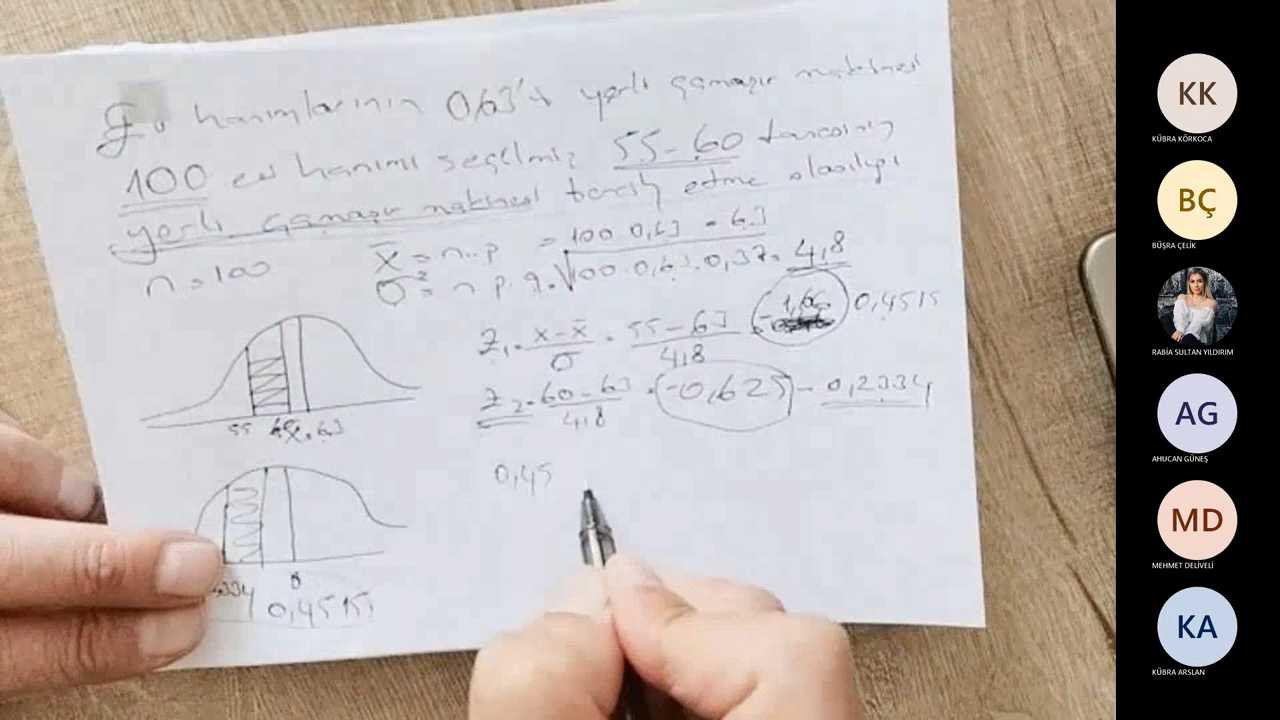 Ev hanımlarının 0,63'ü yerli çamaşır makinesi
100 ev hanımı seçilmiş 55-60 tanesinin
yerli çamaşır makinesi tercih etme olasılığı
n = 100
x̄ = n.p = 100 0,63 = 63
σ² = n p. q. √100.0,63.0,37 = 4,8
Z₁ = x-x̄/σ = 55-63/4,8 = -1,66 0,4515
Z₂ = 60-63/4,8 = -0,625 - 0,2334
55 60 x̄=63
0,45
0
334 0,4515
KK
KÜBRA KÖRKOCA
BÇ
BÜŞRA ÇELİK
RABİA SULTAN YILDIRIM
AG
AHUCAN GÜNEŞ
MD
MEHMET DELİVELİ
KA
KÜBRA ARSLAN